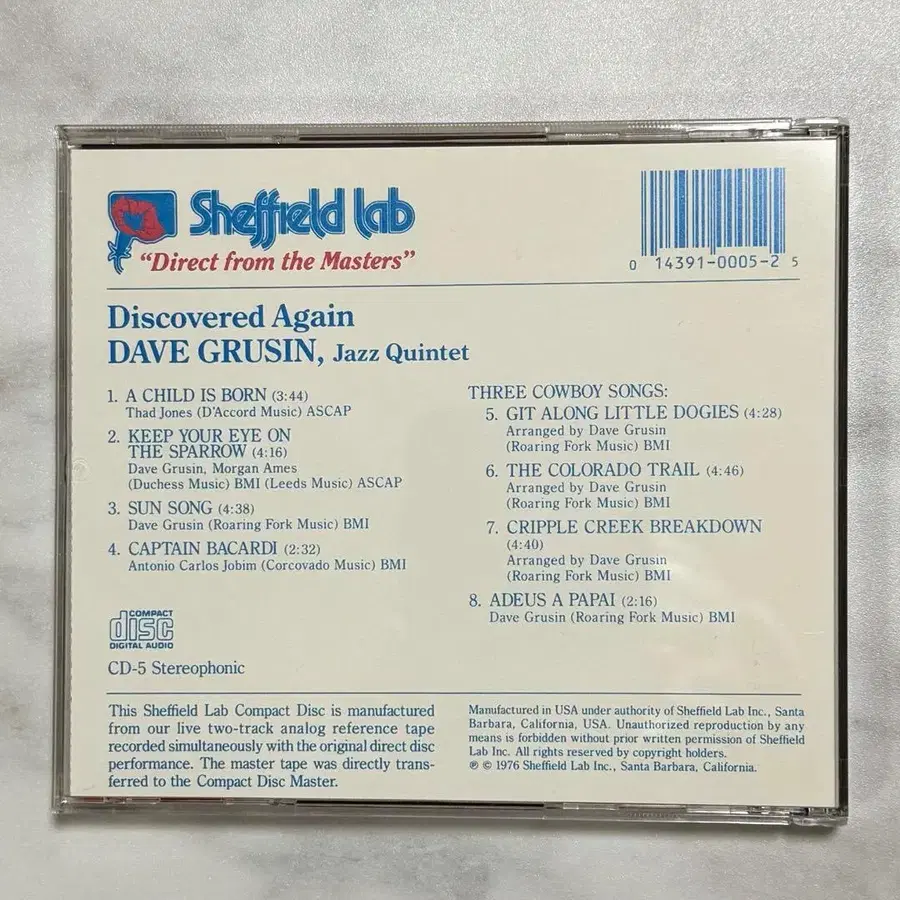 Sheffield lab
"Direct from the Masters"
0 14391-0005-2 5
Discovered Again
DAVE GRUSIN, Jazz Quintet
1. A CHILD IS BORN (3:44)
Thad Jones (D'Accord Music) ASCAP
2. KEEP YOUR EYE ON
THE SPARROW (4:16)
Dave Grusin, Morgan Ames
(Duchess Music) BMI (Leeds Music) ASCAP
3. SUN SONG (4:38)
Dave Grusin (Roaring Fork Music) BMI
4. CAPTAIN BACARDI (2:32)
Antonio Carlos Jobim (Corcovado Music) BMI
THREE COWBOY SONGS:
5. GIT ALONG LITTLE DOGIES (4:28)
Arranged by Dave Grusin
(Roaring Fork Music) BMI
6. THE COLORADO TRAIL (4:46)
Arranged by Dave Grusin
(Roaring Fork Music) BMI
7. CRIPPLE CREEK BREAKDOWN
(4:40)
Arranged by Dave Grusin
(Roaring Fork Music) BMI
8. ADEUS A PAPAI (2:16)
Dave Grusin (Roaring Fork Music) BMI
COMPACT
disc
DIGITAL AUDIO
CD-5 Stereophonic
This Sheffield Lab Compact Disc is manufactured
from our live two-track analog reference tape
recorded simultaneously with the original direct disc
performance. The master tape was directly trans-
ferred to the Compact Disc Master.
Manufactured in USA under authority of Sheffield Lab Inc., Santa
Barbara, California, USA. Unauthorized reproduction by any
means is forbidden without prior written permission of Sheffield
Lab Inc. All rights reserved by copyright holders.
℗ © 1976 Sheffield Lab Inc., Santa Barbara, California.